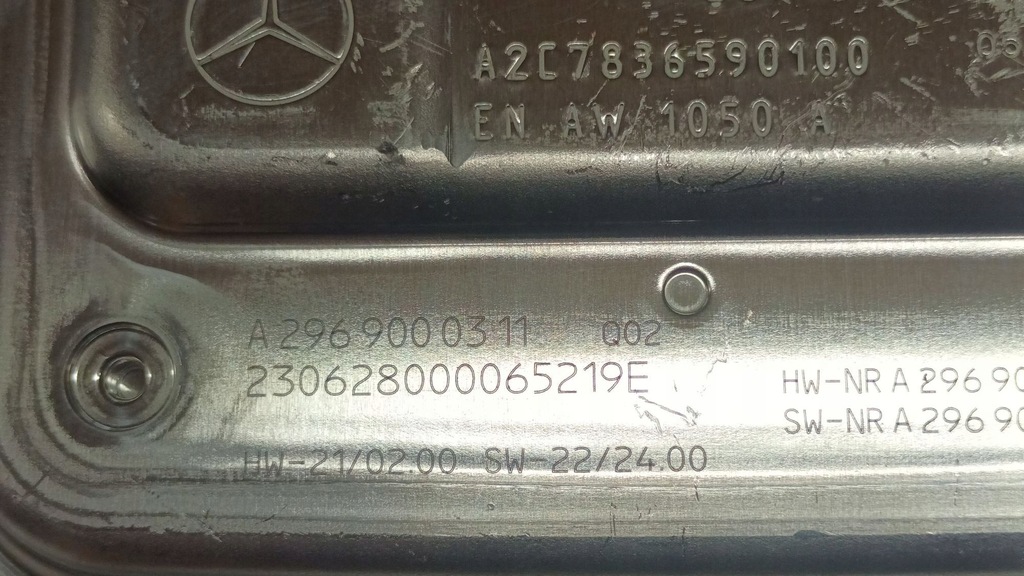 A2C7836590100
EN AW 1050 A
A 296 900 03 11 Q02
230628000065219E
HW-NR A 296 90
SW-NR A 296 90
HW-21/02.00 SW-22/24.00